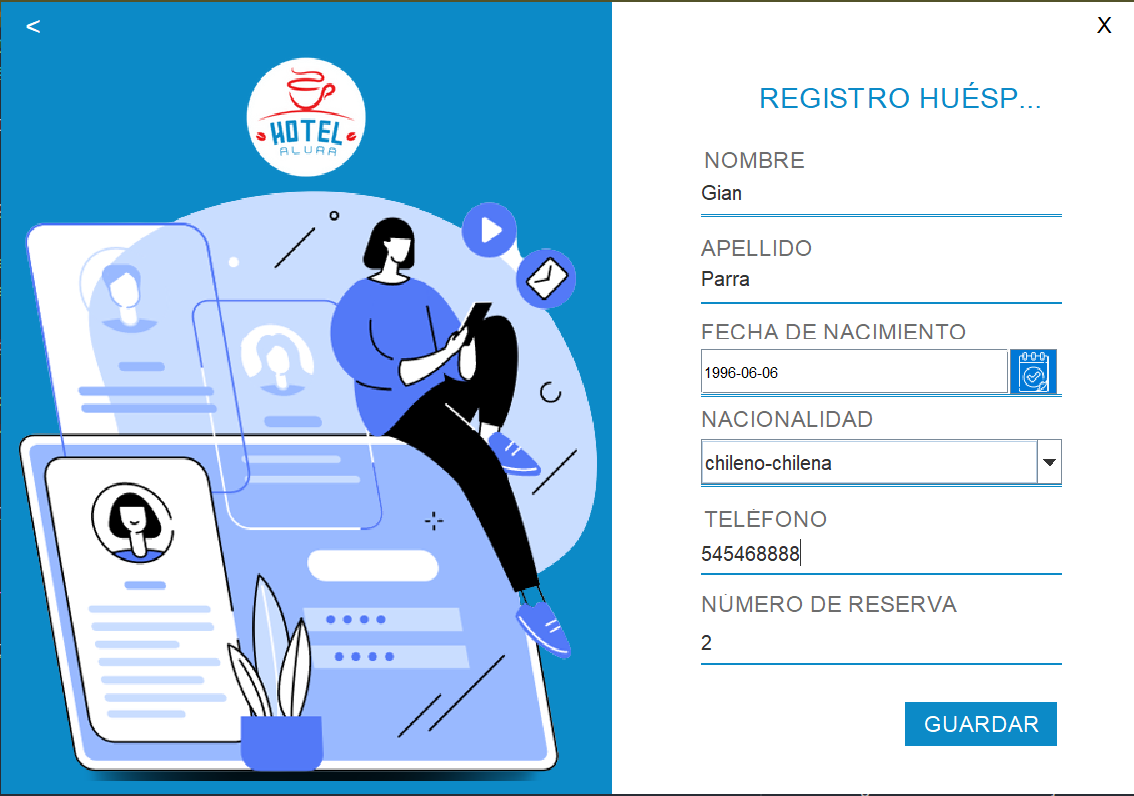 <
X
HOTEL
ALURA
REGISTRO HUÉSP...
NOMBRE
Gian
APELLIDO
Parra
FECHA DE NACIMIENTO
1996-06-06
NACIONALIDAD
chileno-chilena
TELÉFONO
545468888
NÚMERO DE RESERVA
2
GUARDAR